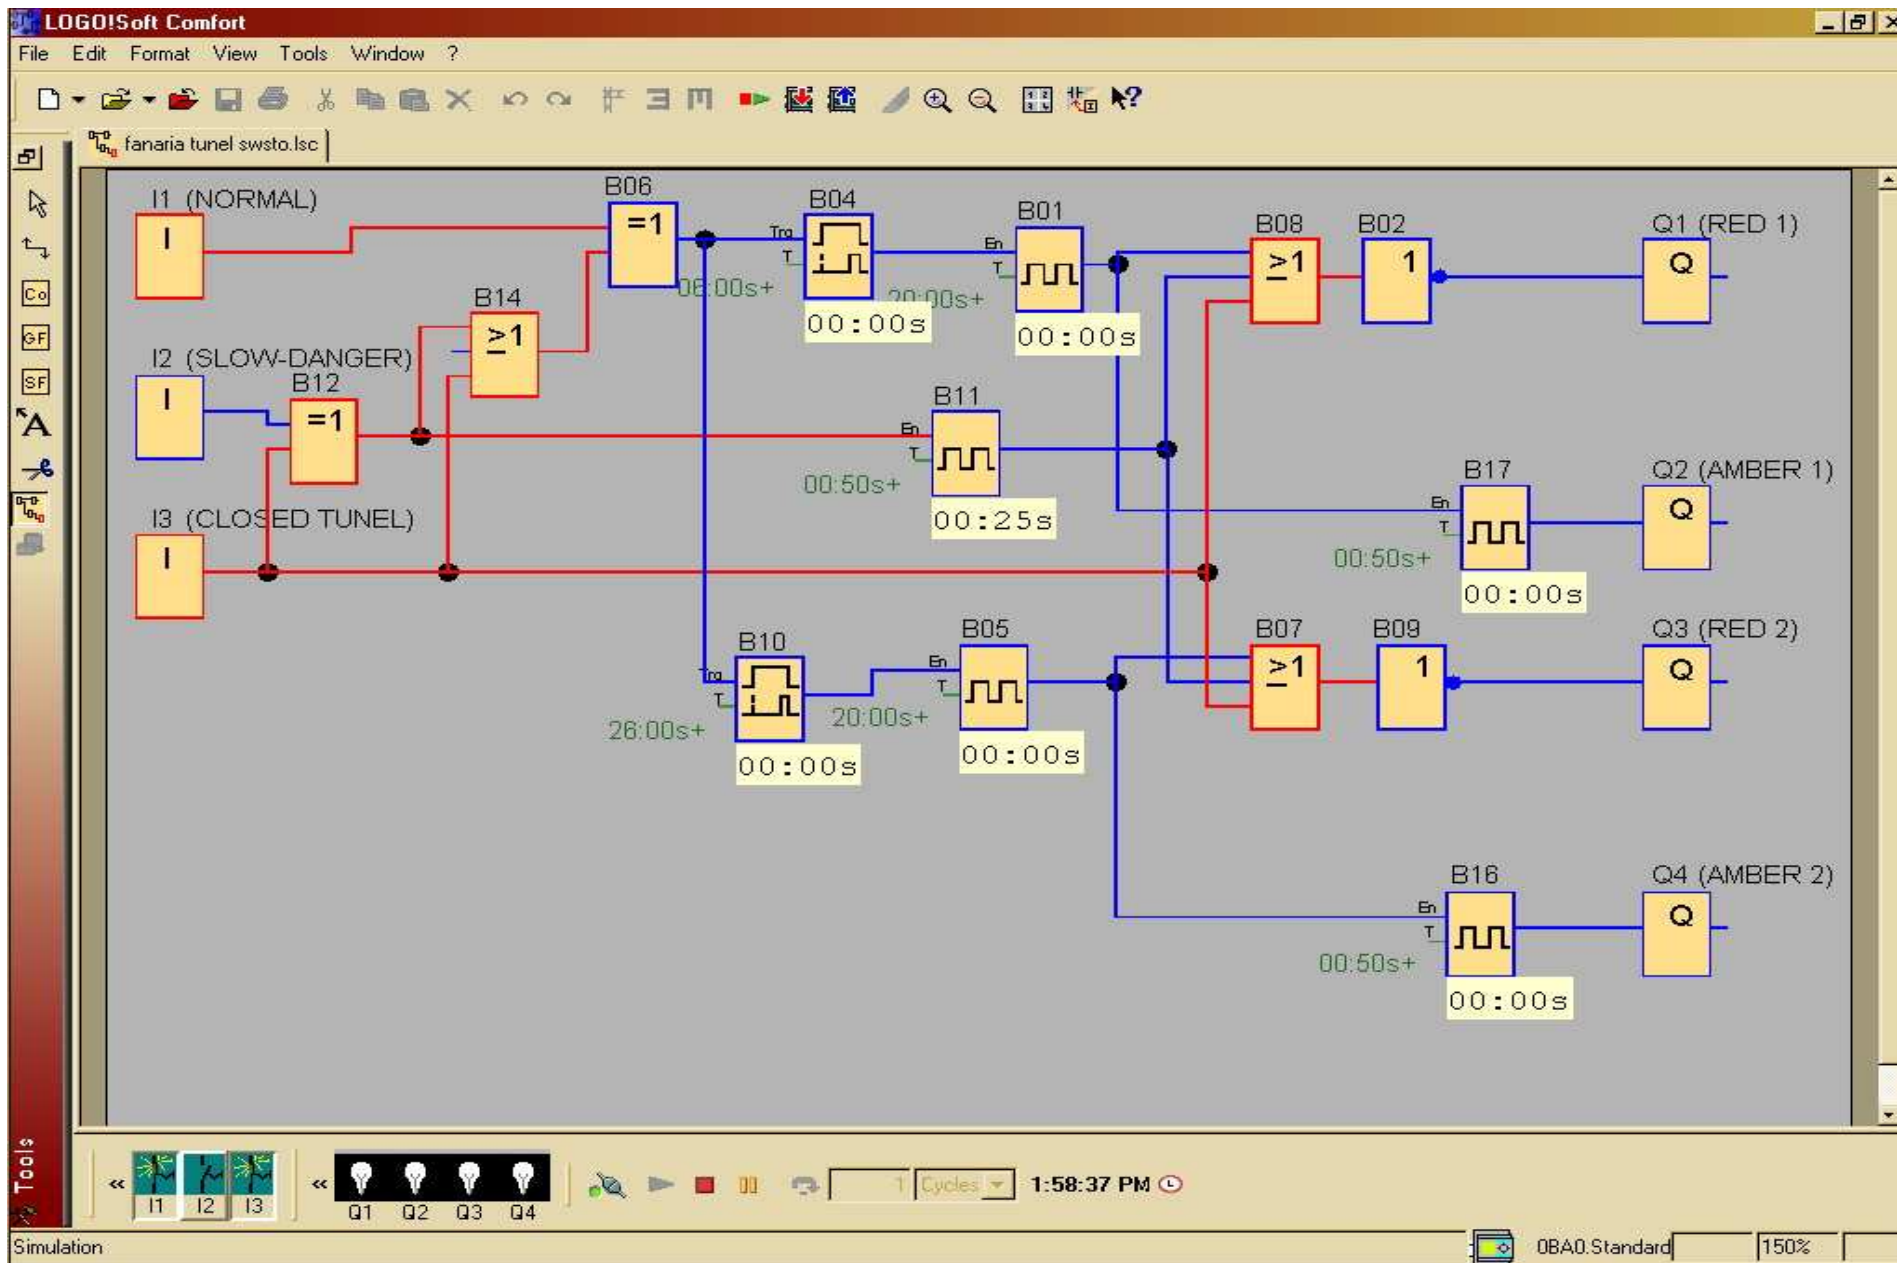 LOGO!Soft Comfort
File Edit Format View Tools Window ?
fanaria tunel swsto.lsc
Co
GF
SF
A
I1 (NORMAL)
I
B06
=1
B04
Trg
T
06:00s+
00:00s
B01
En
T
20:00s+
00:00s
B08
≥1
B02
1
Q1 (RED 1)
Q
B14
≥1
I2 (SLOW-DANGER)
I
B12
=1
B11
En
T
00:50s+
00:25s
B17
En
T
00:50s+
00:00s
Q2 (AMBER 1)
Q
I3 (CLOSED TUNEL)
I
B10
Trg
T
26:00s+
00:00s
B05
En
T
20:00s+
00:00s
B07
≥1
B09
1
Q3 (RED 2)
Q
B16
En
T
00:50s+
00:00s
Q4 (AMBER 2)
Q
Tools
« I1 I2 I3 « Q1 Q2 Q3 Q4 1 Cycles 1:58:37 PM
Simulation 0BA0.Standard 150%